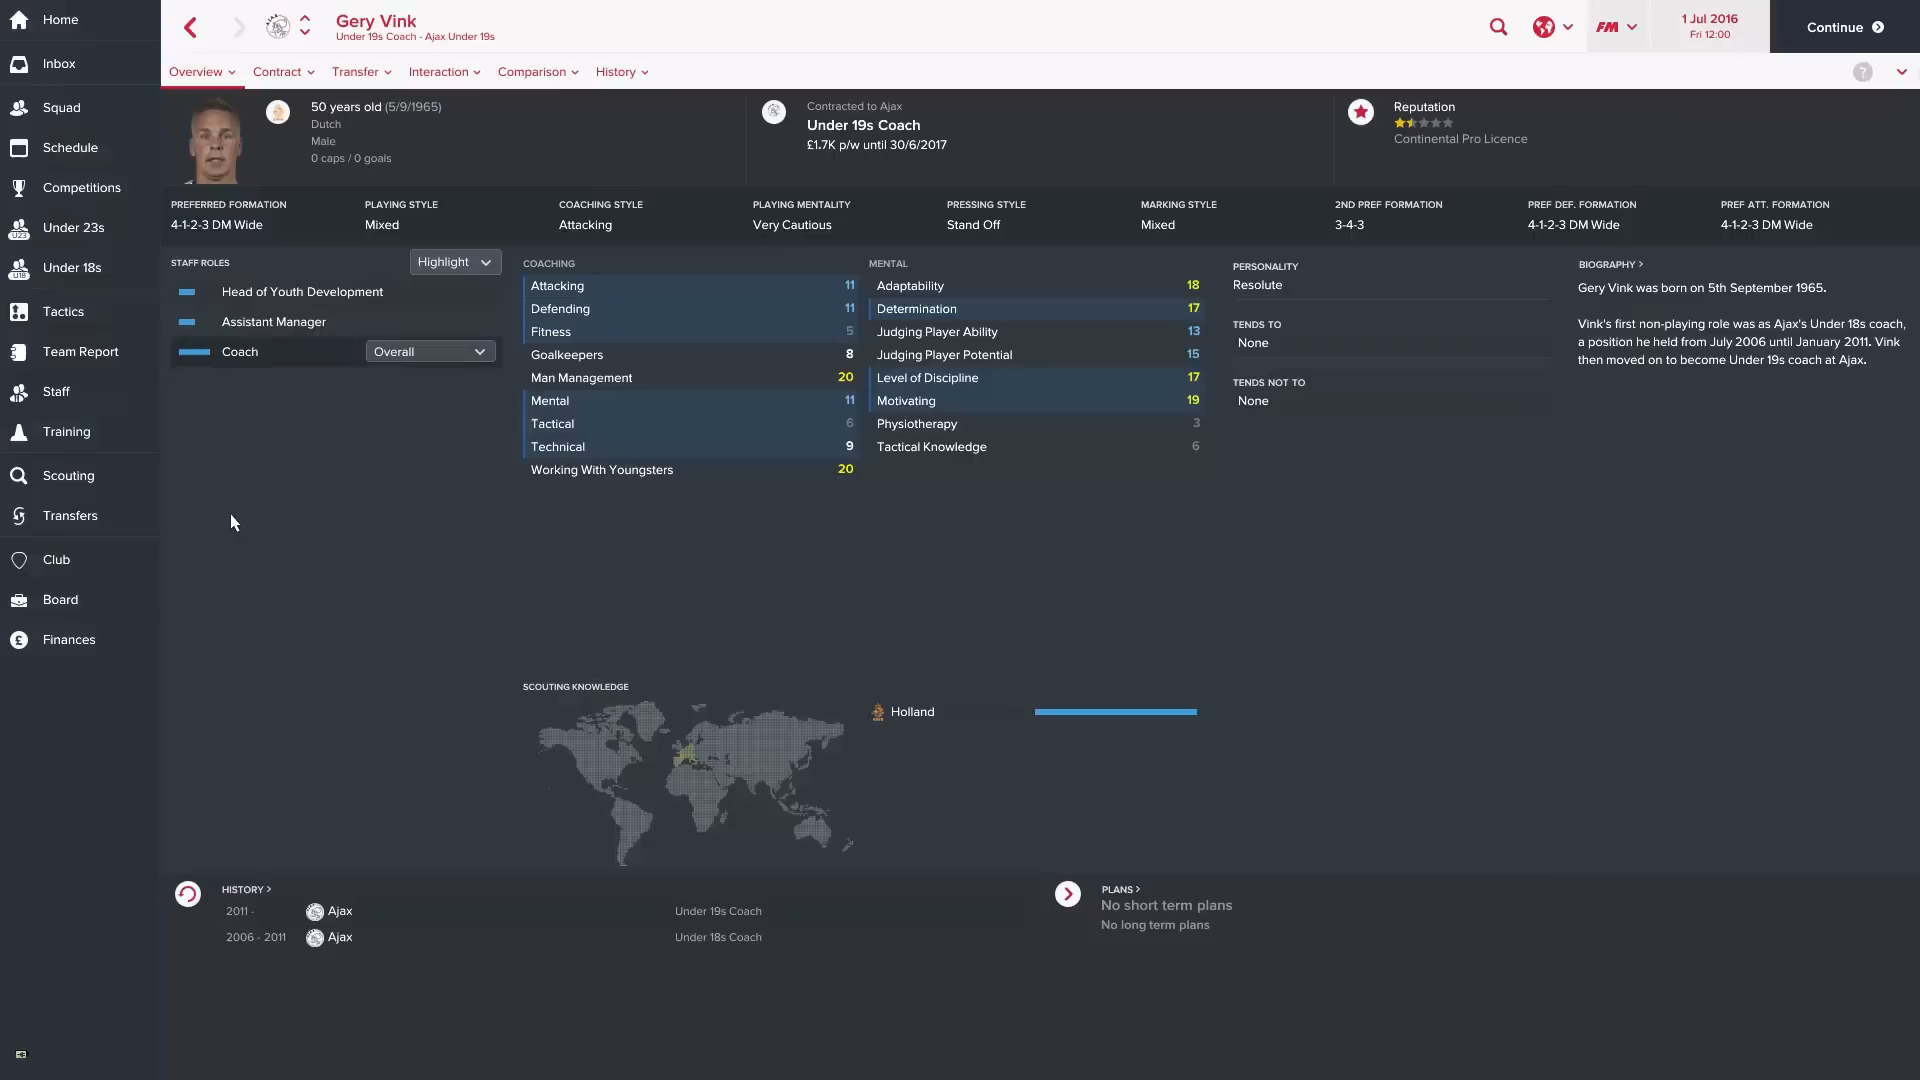 Home
Inbox
Squad
Schedule
Competitions
Under 23s
Under 18s
Tactics
Team Report
Staff
Training
Scouting
Transfers
Club
Board
Finances
Gery Vink
Under 19s Coach - Ajax Under 19s
FM
1 Jul 2016
Fri 12:00
Continue
Overview Contract Transfer Interaction Comparison History
?
50 years old (5/9/1965)
Dutch
Male
0 caps / 0 goals
Contracted to Ajax
Under 19s Coach
£1.7K p/w until 30/6/2017
Reputation
Continental Pro Licence
PREFERRED FORMATION
4-1-2-3 DM Wide
PLAYING STYLE
Mixed
COACHING STYLE
Attacking
PLAYING MENTALITY
Very Cautious
PRESSING STYLE
Stand Off
MARKING STYLE
Mixed
2ND PREF FORMATION
3-4-3
PREF DEF. FORMATION
4-1-2-3 DM Wide
PREF ATT. FORMATION
4-1-2-3 DM Wide
STAFF ROLES
Highlight
Head of Youth Development
Assistant Manager
Coach Overall
COACHING
Attacking 11
Defending 11
Fitness 5
Goalkeepers 8
Man Management 20
Mental 11
Tactical 6
Technical 9
Working With Youngsters 20
MENTAL
Adaptability 18
Determination 17
Judging Player Ability 13
Judging Player Potential 15
Level of Discipline 17
Motivating 19
Physiotherapy 3
Tactical Knowledge 6
PERSONALITY
Resolute
TENDS TO
None
TENDS NOT TO
None
BIOGRAPHY >
Gery Vink was born on 5th September 1965.
Vink's first non-playing role was as Ajax's Under 18s coach,
a position he held from July 2006 until January 2011. Vink
then moved on to become Under 19s coach at Ajax.
SCOUTING KNOWLEDGE
Holland
HISTORY >
2011 - Ajax Under 19s Coach
2006 - 2011 Ajax Under 18s Coach
PLANS >
No short term plans
No long term plans